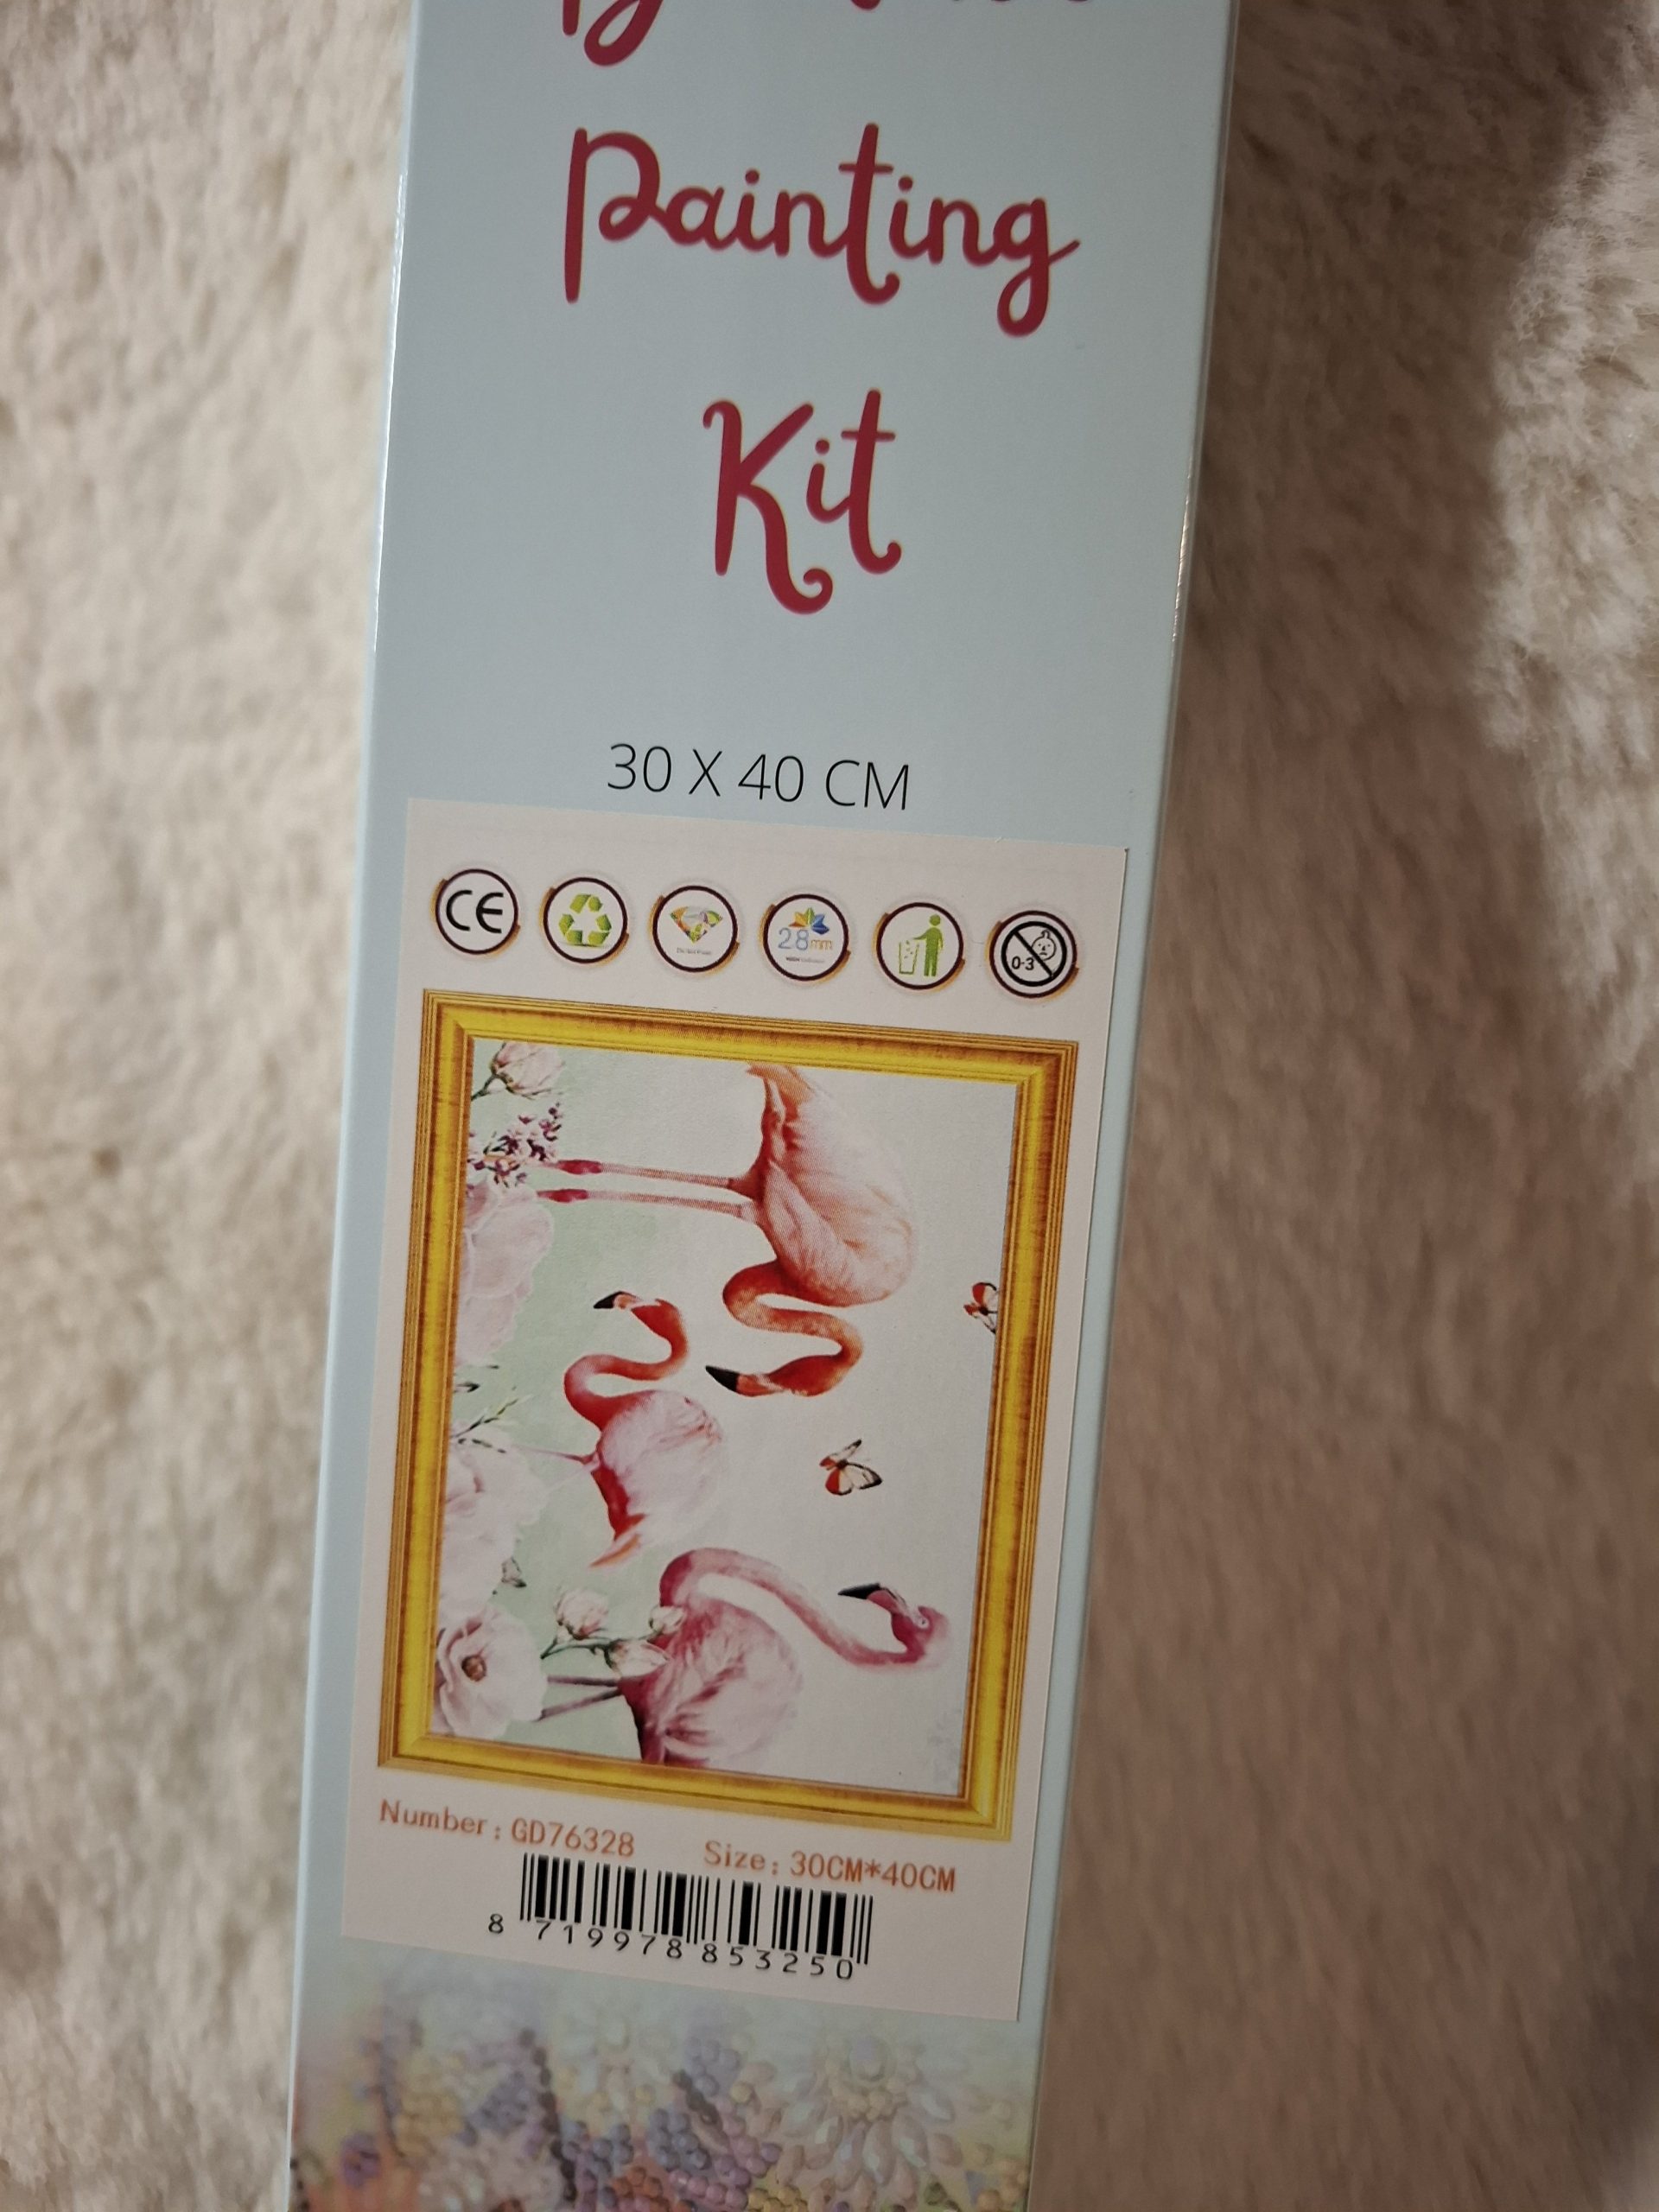 Painting
Kit
30 X 40 CM
CE
28mm
0-3
Number: GD76328 Size: 30CM*40CM
8 719978 853250